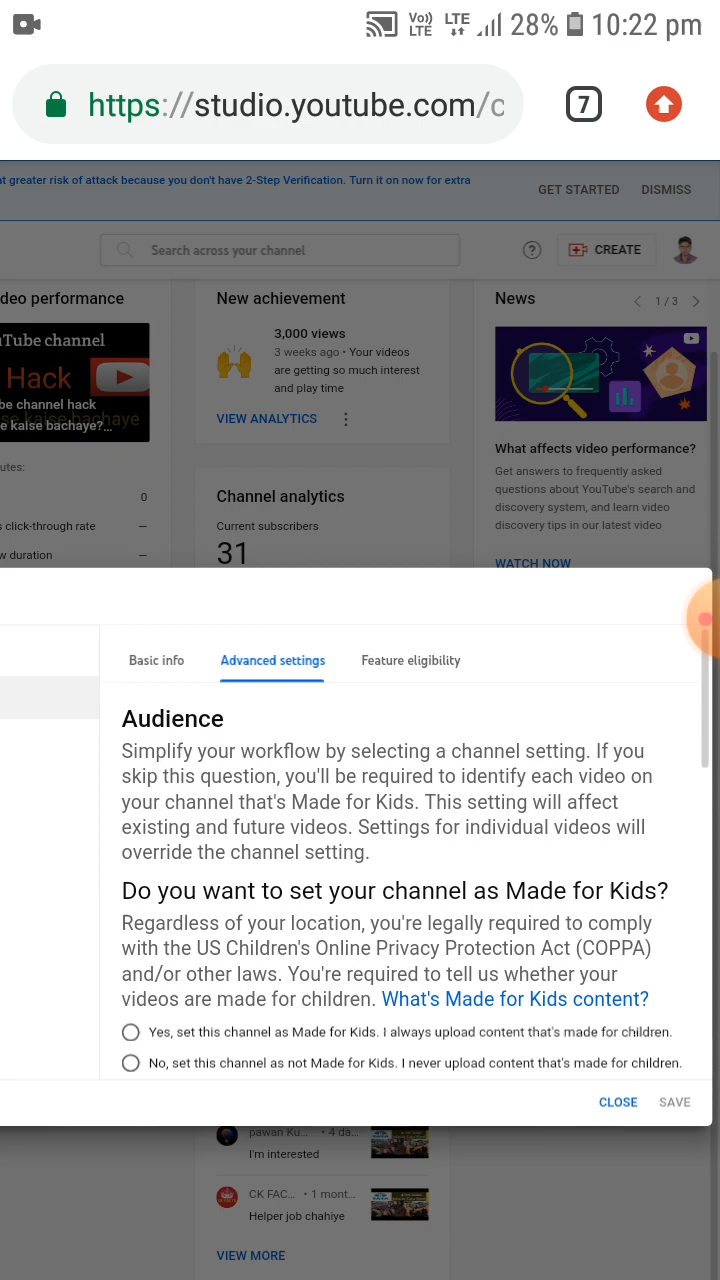 Vo)
LTE
LTE
28%
10:22 pm
https://studio.youtube.com/c
7
at greater risk of attack because you don't have 2-Step Verification. Turn it on now for extra
GET STARTED
DISMISS
Search across your channel
CREATE
deo performance
Tube channel
Hack
be channel hack
e kaise bachaye?...
utes:
0
s click-through rate
—
w duration
—
New achievement
3,000 views
3 weeks ago • Your videos
are getting so much interest
and play time
VIEW ANALYTICS
Channel analytics
Current subscribers
31
News
1 / 3
What affects video performance?
Get answers to frequently asked
questions about YouTube's search and
discovery system, and learn video
discovery tips in our latest video
WATCH NOW
Basic info
Advanced settings
Feature eligibility
Audience
Simplify your workflow by selecting a channel setting. If you
skip this question, you'll be required to identify each video on
your channel that's Made for Kids. This setting will affect
existing and future videos. Settings for individual videos will
override the channel setting.
Do you want to set your channel as Made for Kids?
Regardless of your location, you're legally required to comply
with the US Children's Online Privacy Protection Act (COPPA)
and/or other laws. You're required to tell us whether your
videos are made for children. What's Made for Kids content?
Yes, set this channel as Made for Kids. I always upload content that's made for children.
No, set this channel as not Made for Kids. I never upload content that's made for children.
CLOSE
SAVE
pawan Ku... • 4 da...
I'm interested
CK FAC... • 1 mont...
Helper job chahiye
VIEW MORE